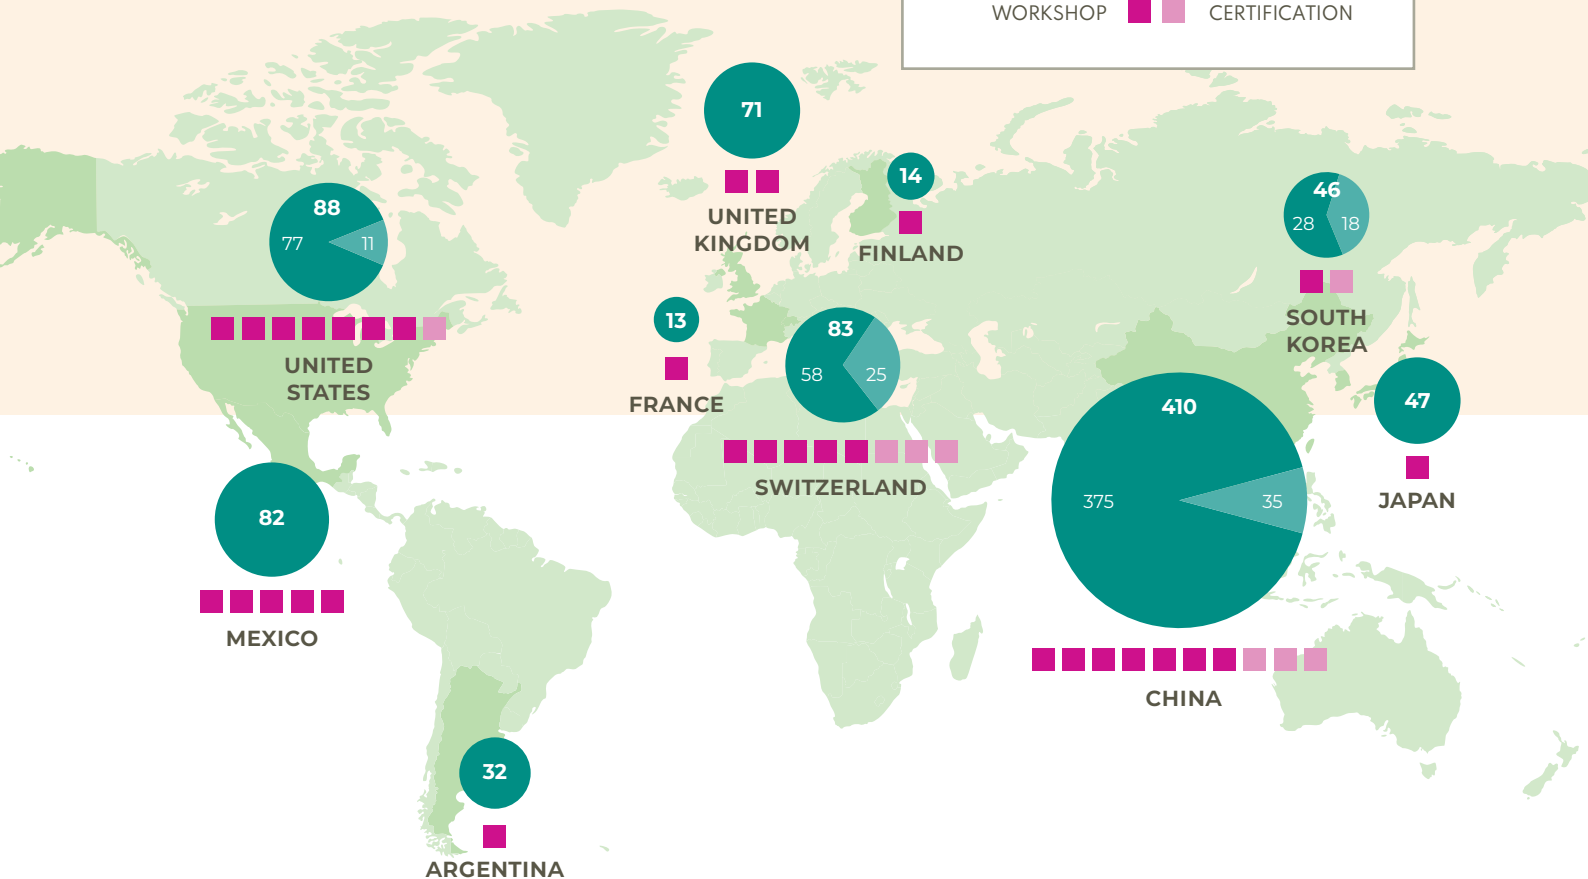 WORKSHOP CERTIFICATION
71
UNITED
KINGDOM
14
FINLAND
88
77 11
UNITED
STATES
46
28 18
SOUTH
KOREA
13
FRANCE
83
58 25
SWITZERLAND
410
375 35
CHINA
47
JAPAN
82
MEXICO
32
ARGENTINA